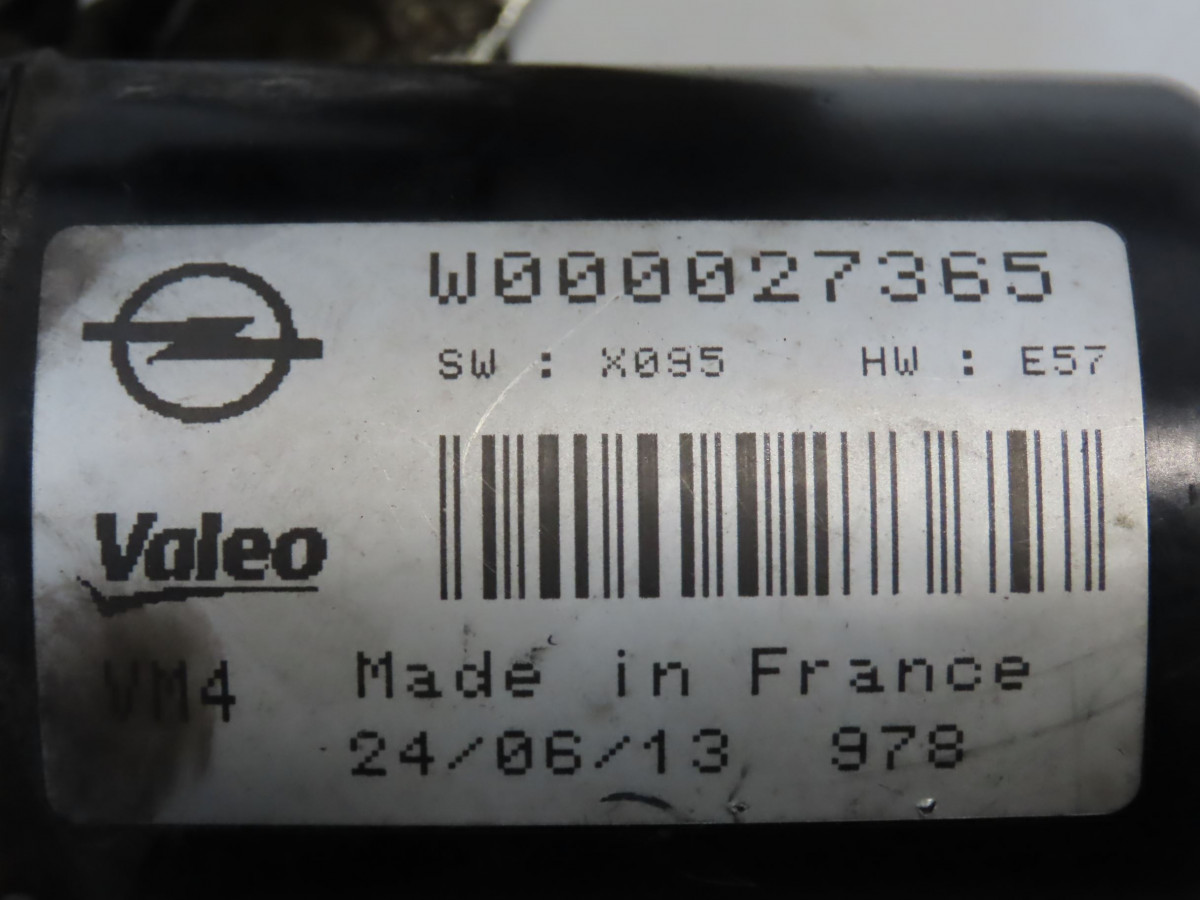 W000027365
SW : X095 HW : E57
Valeo
VM4 Made in France
24/06/13 978